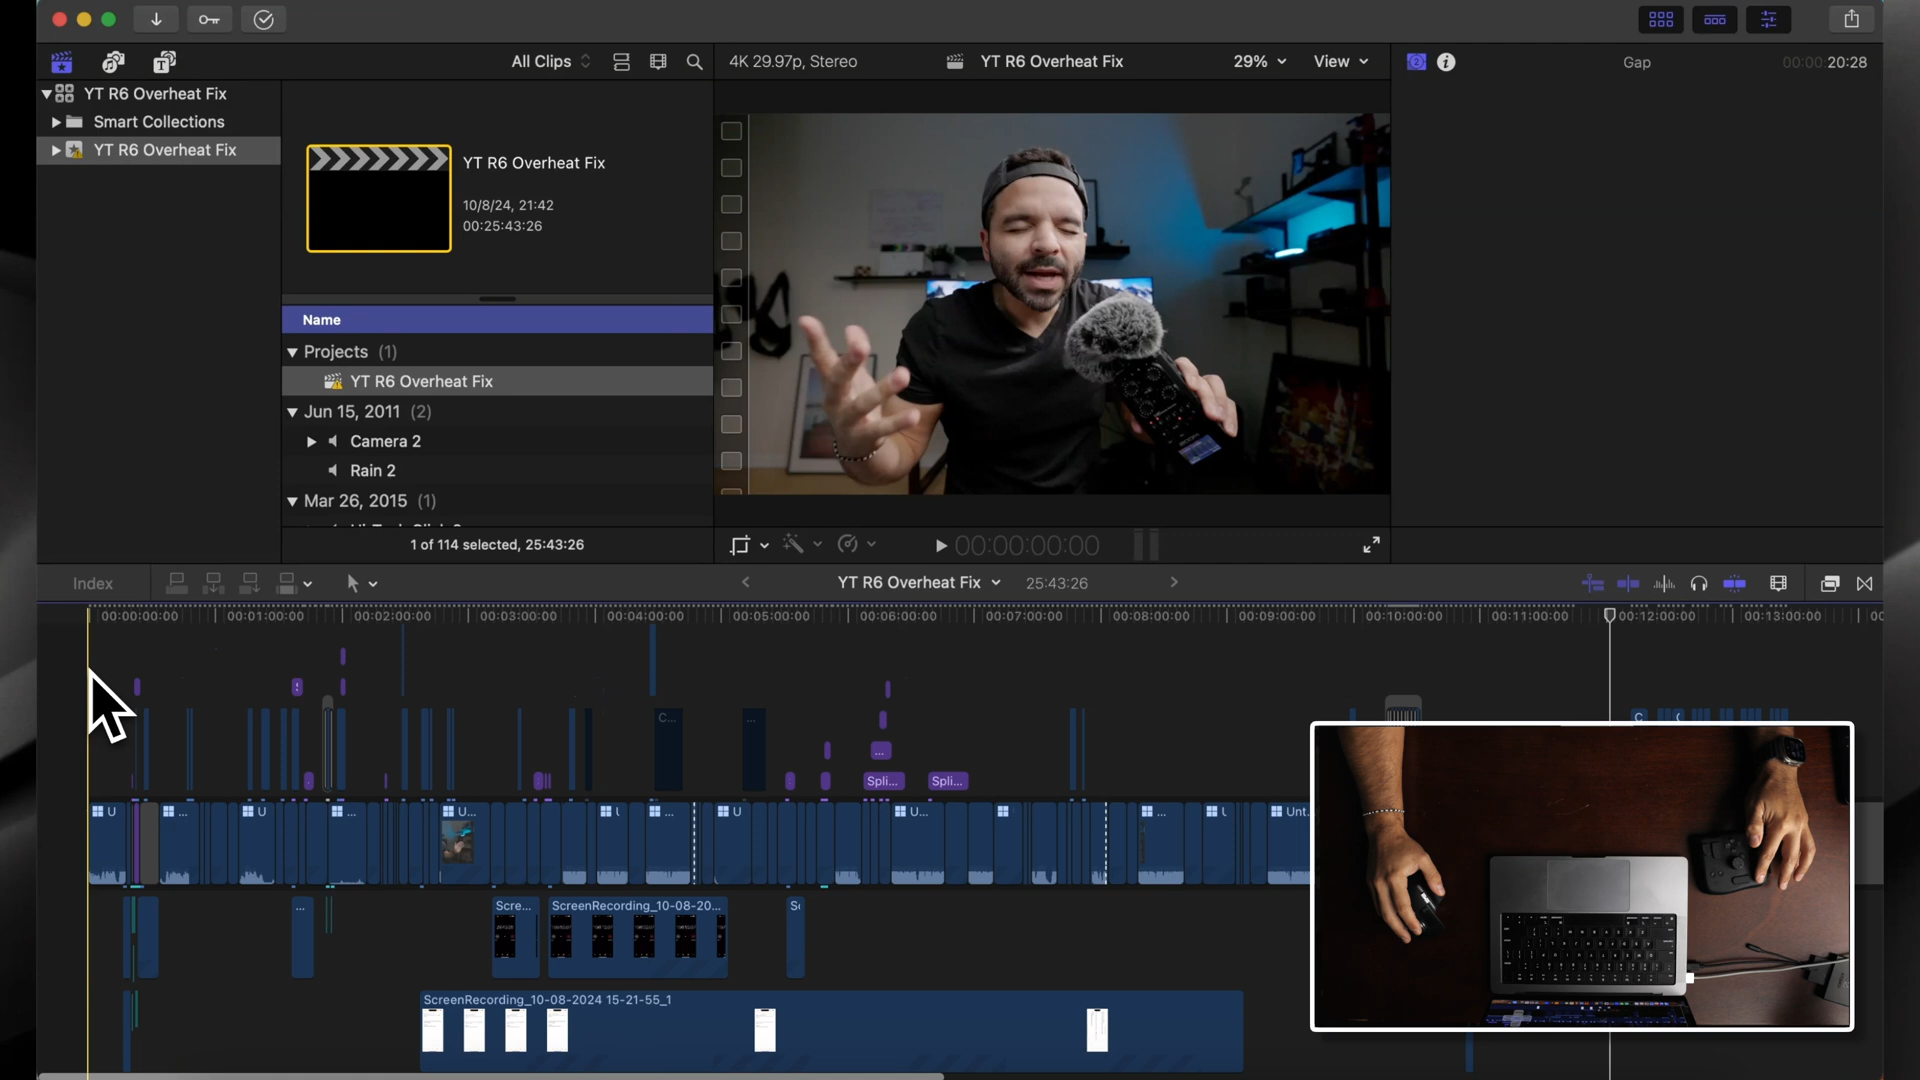 All Clips
4K 29.97p, Stereo
YT R6 Overheat Fix
29%
View
Gap
00:00:20:28
YT R6 Overheat Fix
Smart Collections
YT R6 Overheat Fix
YT R6 Overheat Fix
10/8/24, 21:42
00:25:43:26
Name
Projects (1)
YT R6 Overheat Fix
Jun 15, 2011 (2)
Camera 2
Rain 2
Mar 26, 2015 (1)
1 of 114 selected, 25:43:26
00:00:00:00
Index
YT R6 Overheat Fix
25:43:26
00:00:00:00
00:01:00:00
00:02:00:00
00:03:00:00
00:04:00:00
00:05:00:00
00:06:00:00
00:07:00:00
00:08:00:00
00:09:00:00
00:10:00:00
00:11:00:00
00:12:00:00
00:13:00:00
C...
...
...
Spli...
Spli...
U
...
U
...
U...
...
U
U...
...
Unt.
...
Scre...
ScreenRecording_10-08-20...
ScreenRecording_10-08-2024 15-21-55_1